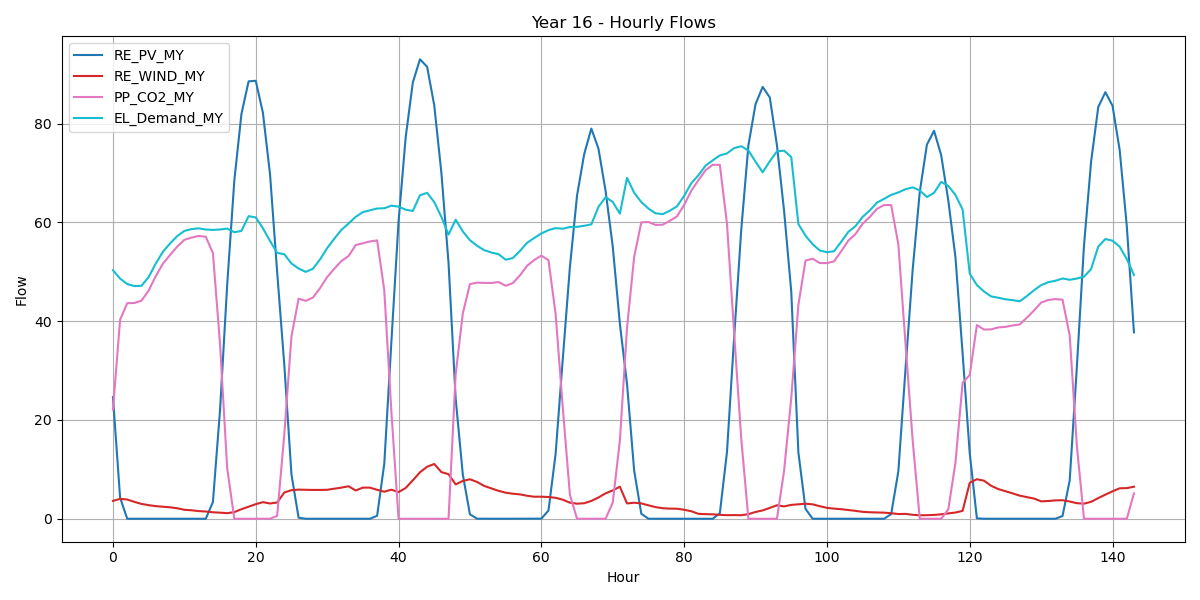 Year 16 - Hourly Flows
RE_PV_MY
RE_WIND_MY
PP_CO2_MY
EL_Demand_MY
Flow
80
60
40
20
0
0 20 40 60 80 100 120 140
Hour